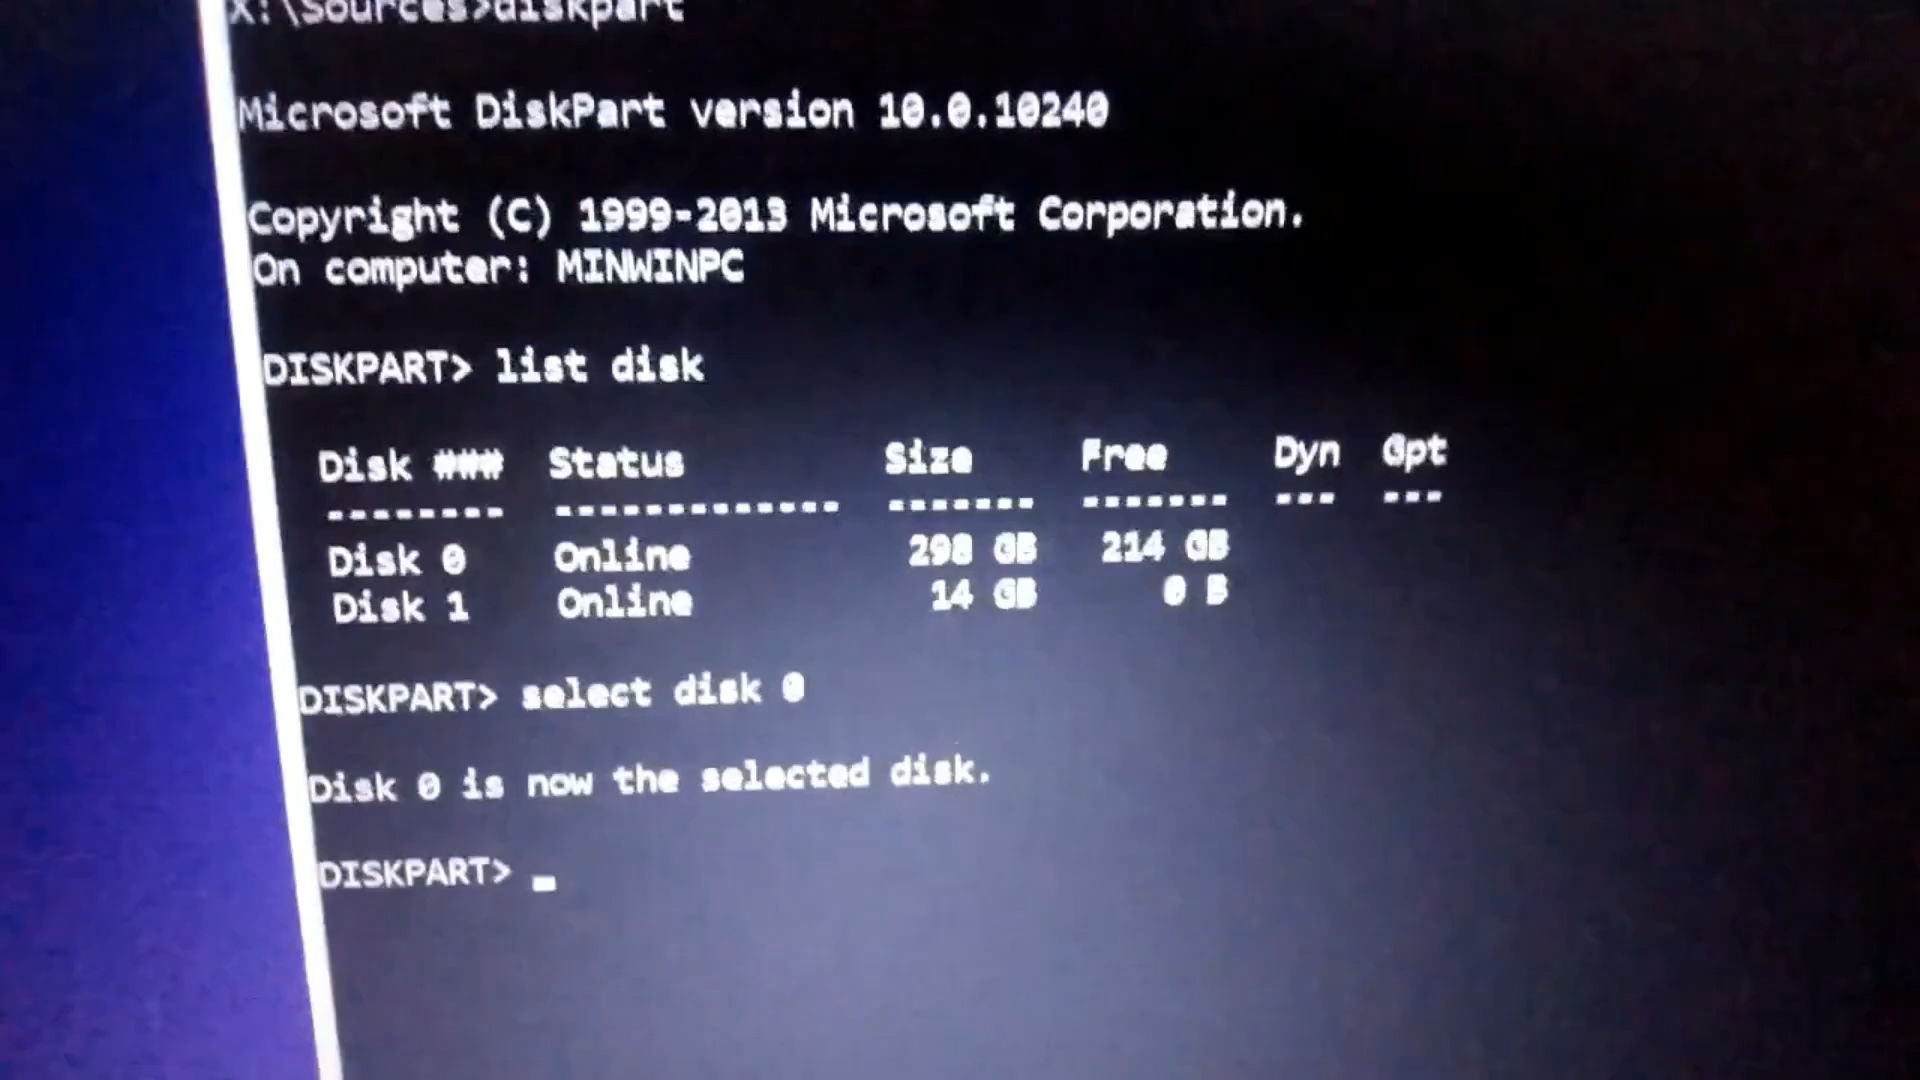 X:\Sources>diskpart
Microsoft DiskPart version 10.0.10240
Copyright (C) 1999-2013 Microsoft Corporation.
On computer: MINWINPC
DISKPART> list disk
Disk ### Status Size Free Dyn Gpt
-------- ------------- ------- ------- --- ---
Disk 0 Online 298 GB 214 GB
Disk 1 Online 14 GB 0 B
DISKPART> select disk 0
Disk 0 is now the selected disk.
DISKPART> _